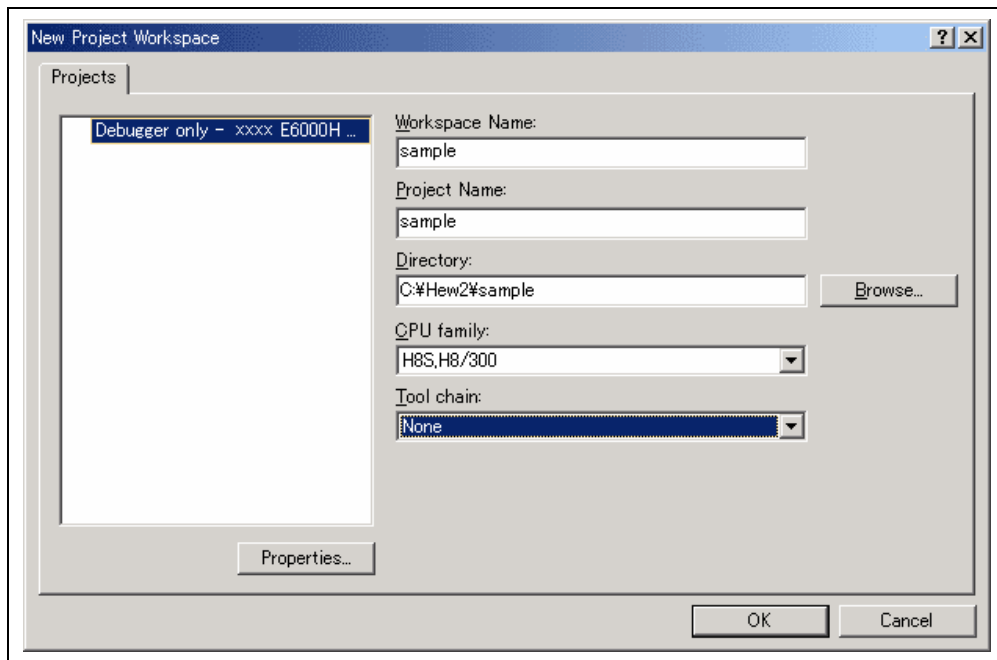 New Project Workspace
Projects
Debugger only - xxxx E6000H ...
Workspace Name:
sample
Project Name:
sample
Directory:
C:¥Hew2¥sample
Browse...
CPU family:
H8S,H8/300
Tool chain:
None
Properties...
OK
Cancel